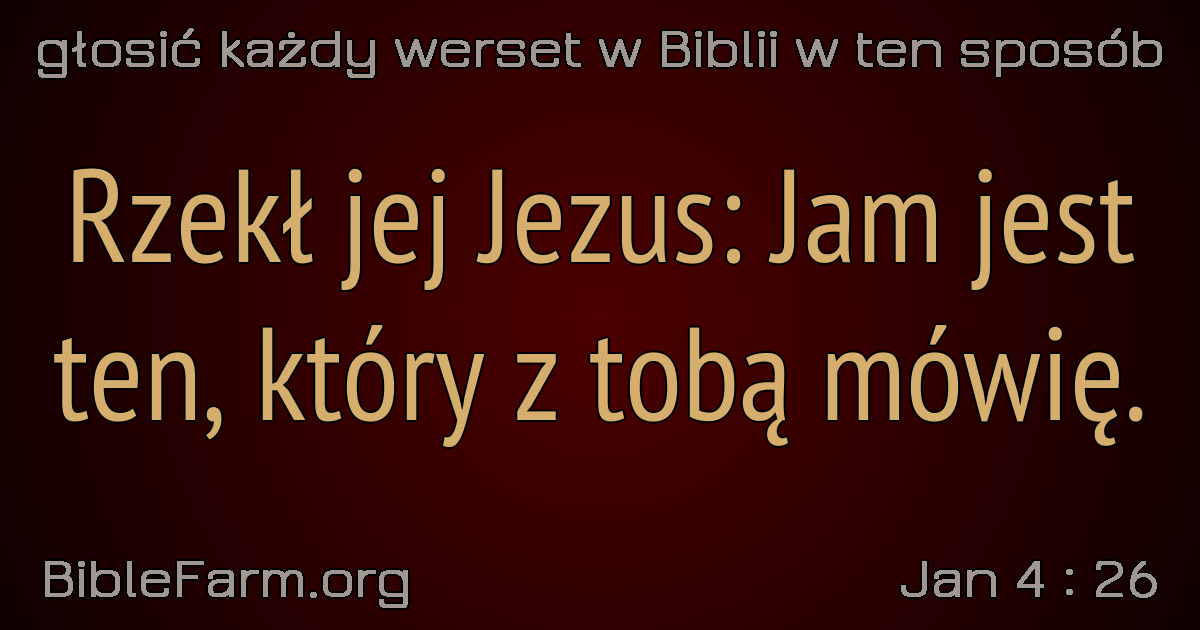 głosić każdy werset w Biblii w ten sposób
Rzekł jej Jezus: Jam jest
ten, który z tobą mówię.
BibleFarm.org
Jan 4 : 26